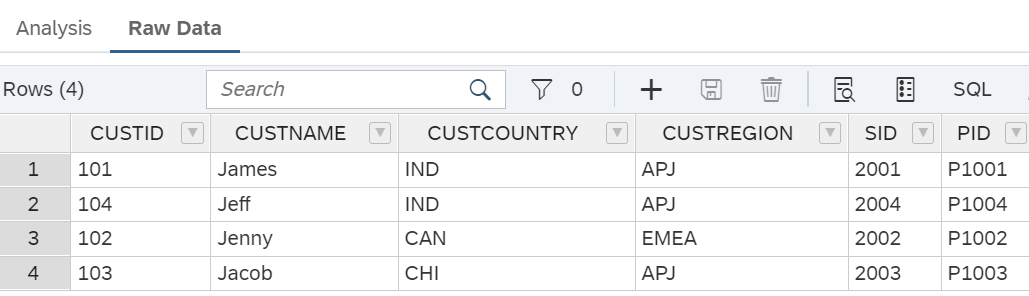 Analysis Raw Data
Rows (4) Search 0 SQL
CUSTID CUSTNAME CUSTCOUNTRY CUSTREGION SID PID
1 101 James IND APJ 2001 P1001
2 104 Jeff IND APJ 2004 P1004
3 102 Jenny CAN EMEA 2002 P1002
4 103 Jacob CHI APJ 2003 P1003